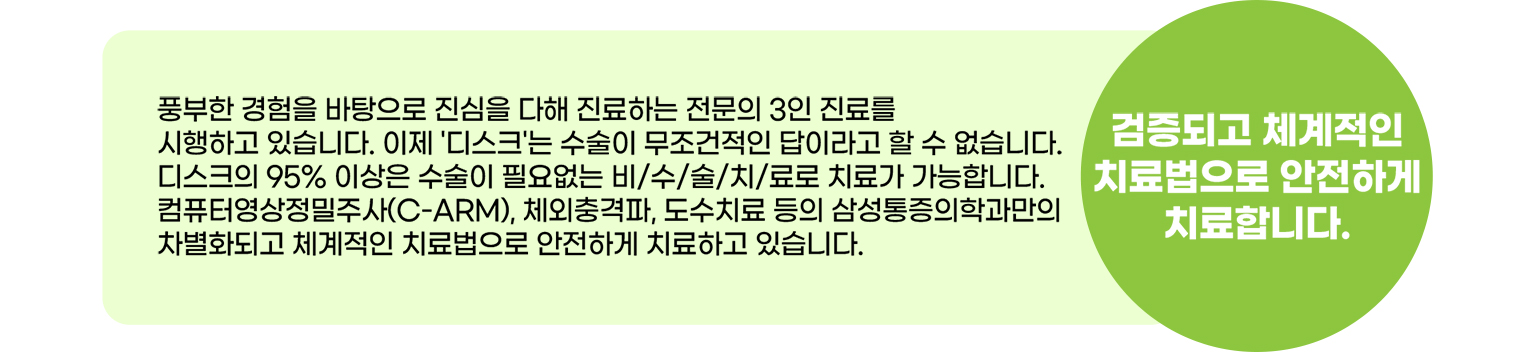 풍부한 경험을 바탕으로 진심을 다해 진료하는 전문의 3인 진료를
시행하고 있습니다. 이제 '디스크'는 수술이 무조건적인 답이라고 할 수 없습니다.
디스크의 95% 이상은 수술이 필요없는 비/수/술/치/료로 치료가 가능합니다.
컴퓨터영상정밀주사(C-ARM), 체외충격파, 도수치료 등의 삼성통증의학과만의
차별화되고 체계적인 치료법으로 안전하게 치료하고 있습니다.
검증되고 체계적인
치료법으로 안전하게
치료합니다.